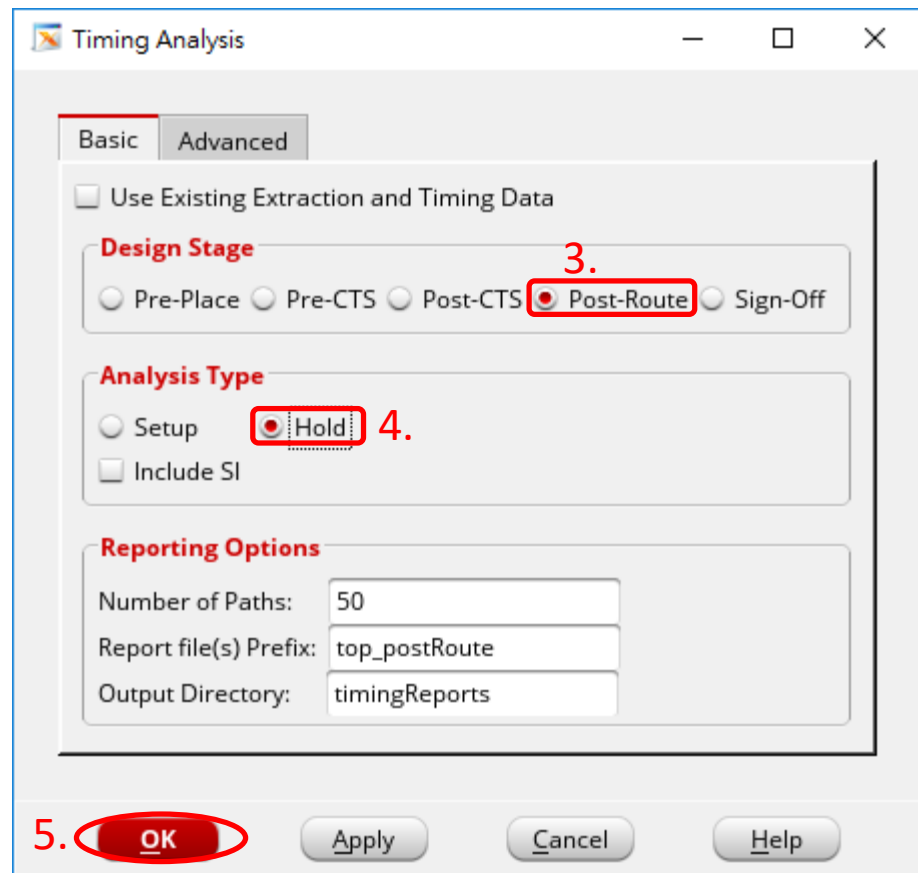 Timing Analysis
Basic Advanced
Use Existing Extraction and Timing Data
Design Stage
3.
Pre-Place Pre-CTS Post-CTS Post-Route Sign-Off
Analysis Type
Setup Hold 4.
Include SI
Reporting Options
Number of Paths: 50
Report file(s) Prefix: top_postRoute
Output Directory: timingReports
5. OK Apply Cancel Help